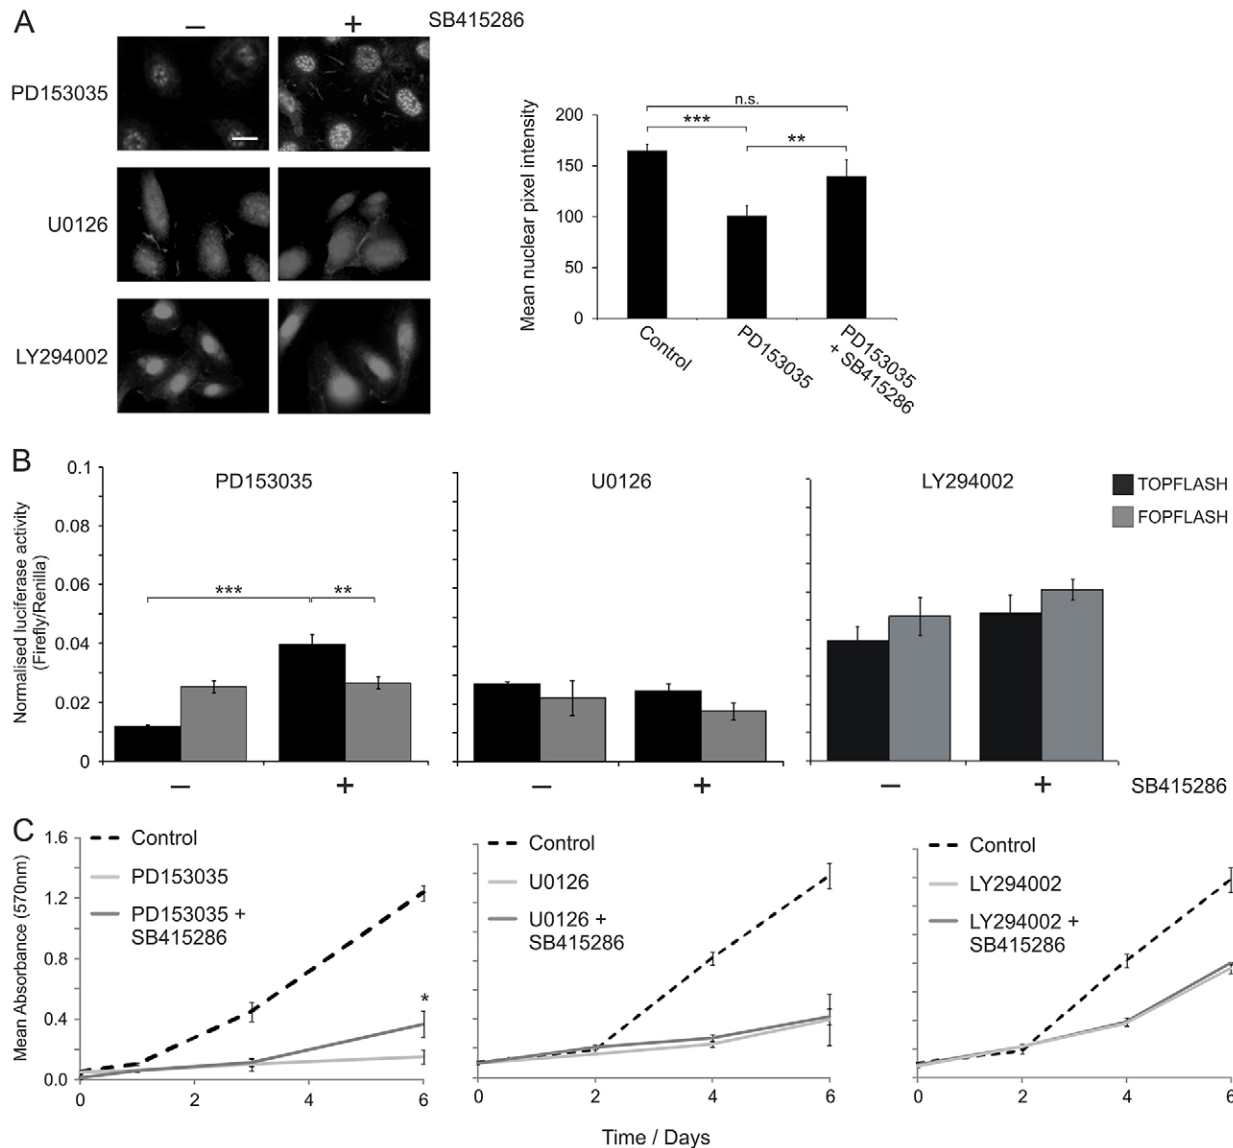 A
– + SB415286
PD153035
U0126
LY294002
Mean nuclear pixel intensity
200
150
100
50
0
n.s.
***
**
Control
PD153035
PD153035
+ SB415286
B
Normalised luciferase activity
(Firefly/Renilla)
0.1
0.08
0.06
0.04
0.02
0
PD153035
***
**
U0126
LY294002
TOPFLASH
FOPFLASH
– + – + – + SB415286
C
Mean Absorbance (570nm)
1.6
1.2
0.8
0.4
0.0
Control
PD153035
PD153035 +
SB415286
*
0 2 4 6
Control
U0126
U0126 +
SB415286
0 2 4 6
Control
LY294002
LY294002 +
SB415286
0 2 4 6
Time / Days